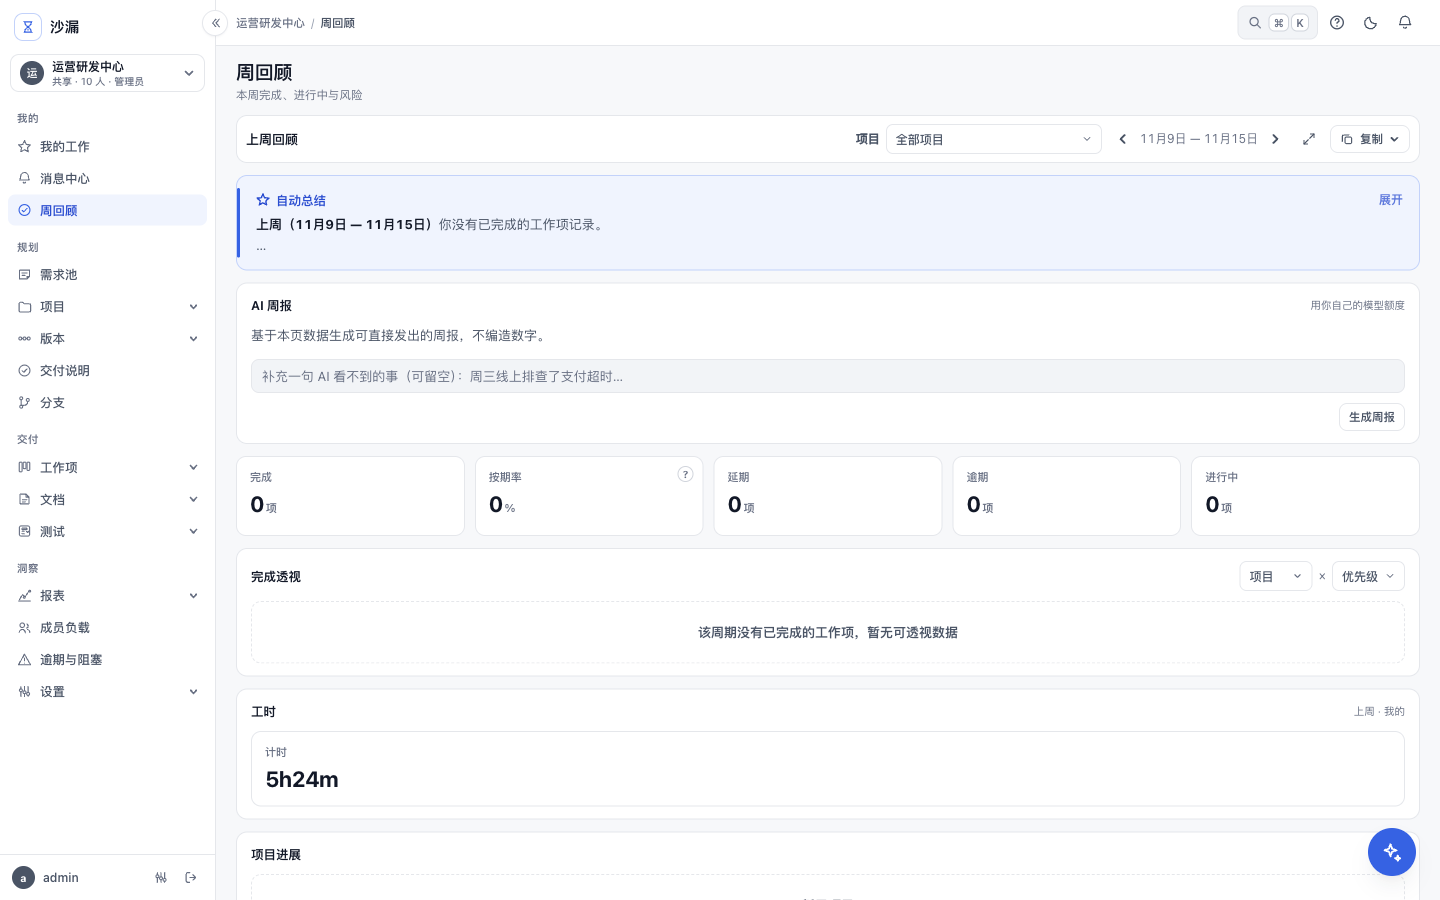 沙漏
运
运营研发中心
共享 · 10 人 · 管理员
我的
我的工作
消息中心
周回顾
规划
需求池
项目
版本
交付说明
分支
交付
工作项
文档
测试
洞察
报表
成员负载
逾期与阻塞
设置
a admin
运营研发中心 / 周回顾
⌘ K
周回顾
本周完成、进行中与风险
上周回顾
项目 全部项目
11月9日 — 11月15日
复制
自动总结
展开
上周（11月9日 — 11月15日）你没有已完成的工作项记录。
...
AI 周报
用你自己的模型额度
基于本页数据生成可直接发出的周报，不编造数字。
补充一句 AI 看不到的事（可留空）：周三线上排查了支付超时...
生成周报
完成
0 项
按期率 ?
0 %
延期
0 项
逾期
0 项
进行中
0 项
完成透视
项目 × 优先级
该周期没有已完成的工作项，暂无可透视数据
工时
上周 · 我的
计时
5h24m
项目进展